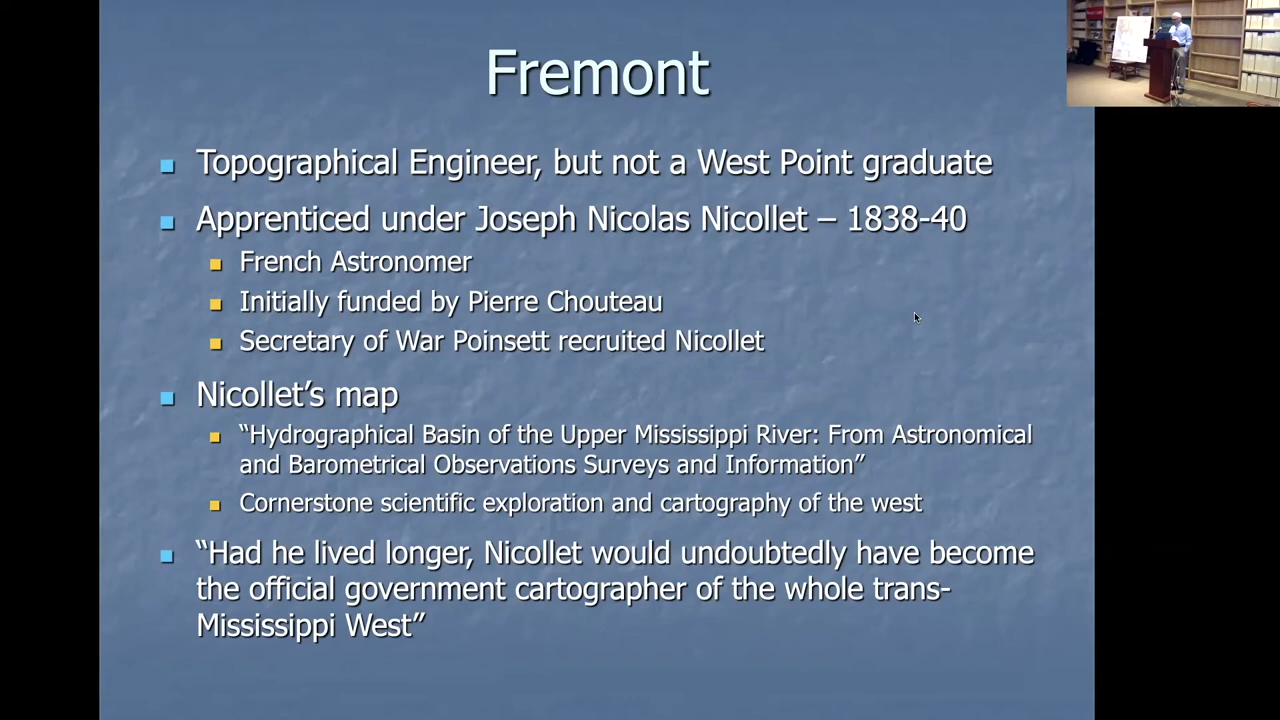 Fremont
Topographical Engineer, but not a West Point graduate
Apprenticed under Joseph Nicolas Nicollet – 1838-40
French Astronomer
Initially funded by Pierre Chouteau
Secretary of War Poinsett recruited Nicollet
Nicollet’s map
“Hydrographical Basin of the Upper Mississippi River: From Astronomical
and Barometrical Observations Surveys and Information”
Cornerstone scientific exploration and cartography of the west
“Had he lived longer, Nicollet would undoubtedly have become
the official government cartographer of the whole trans-
Mississippi West”